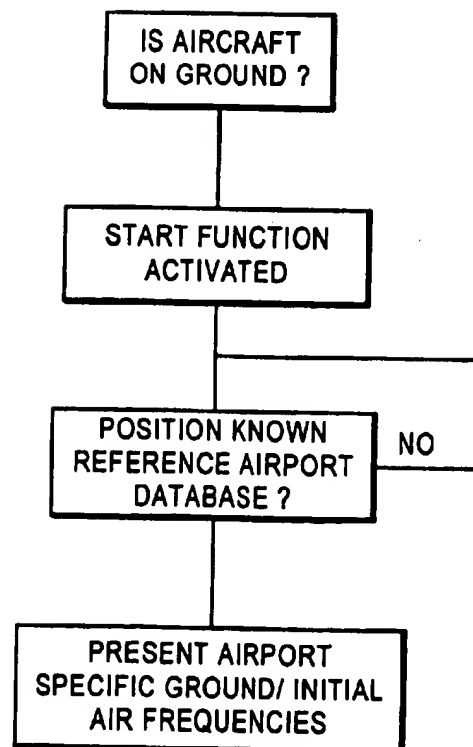 IS AIRCRAFT
ON GROUND ?
START FUNCTION
ACTIVATED
POSITION KNOWN
REFERENCE AIRPORT
DATABASE ?
NO
PRESENT AIRPORT
SPECIFIC GROUND/ INITIAL
AIR FREQUENCIES